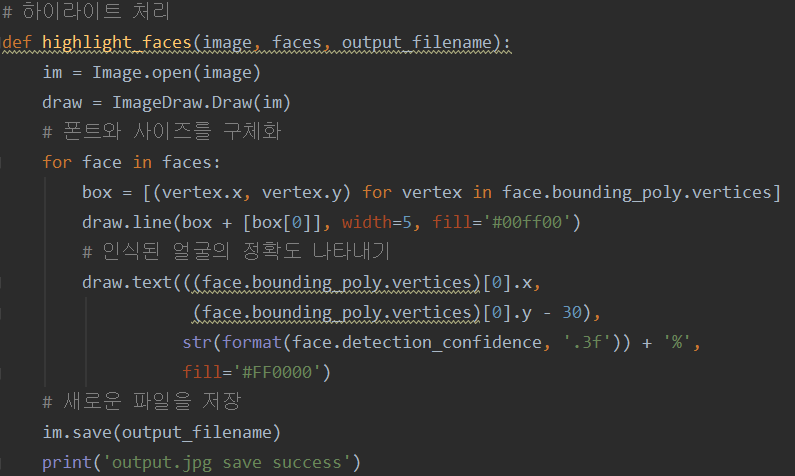 # 하이라이트 처리
def highlight_faces(image, faces, output_filename):
    im = Image.open(image)
    draw = ImageDraw.Draw(im)
    # 폰트와 사이즈를 구체화
    for face in faces:
        box = [(vertex.x, vertex.y) for vertex in face.bounding_poly.vertices]
        draw.line(box + [box[0]], width=5, fill='#00ff00')
        # 인식된 얼굴의 정확도 나타내기
        draw.text(((face.bounding_poly.vertices)[0].x,
                   (face.bounding_poly.vertices)[0].y - 30),
                  str(format(face.detection_confidence, '.3f')) + '%',
                  fill='#FF0000')
    # 새로운 파일을 저장
    im.save(output_filename)
    print('output.jpg save success')